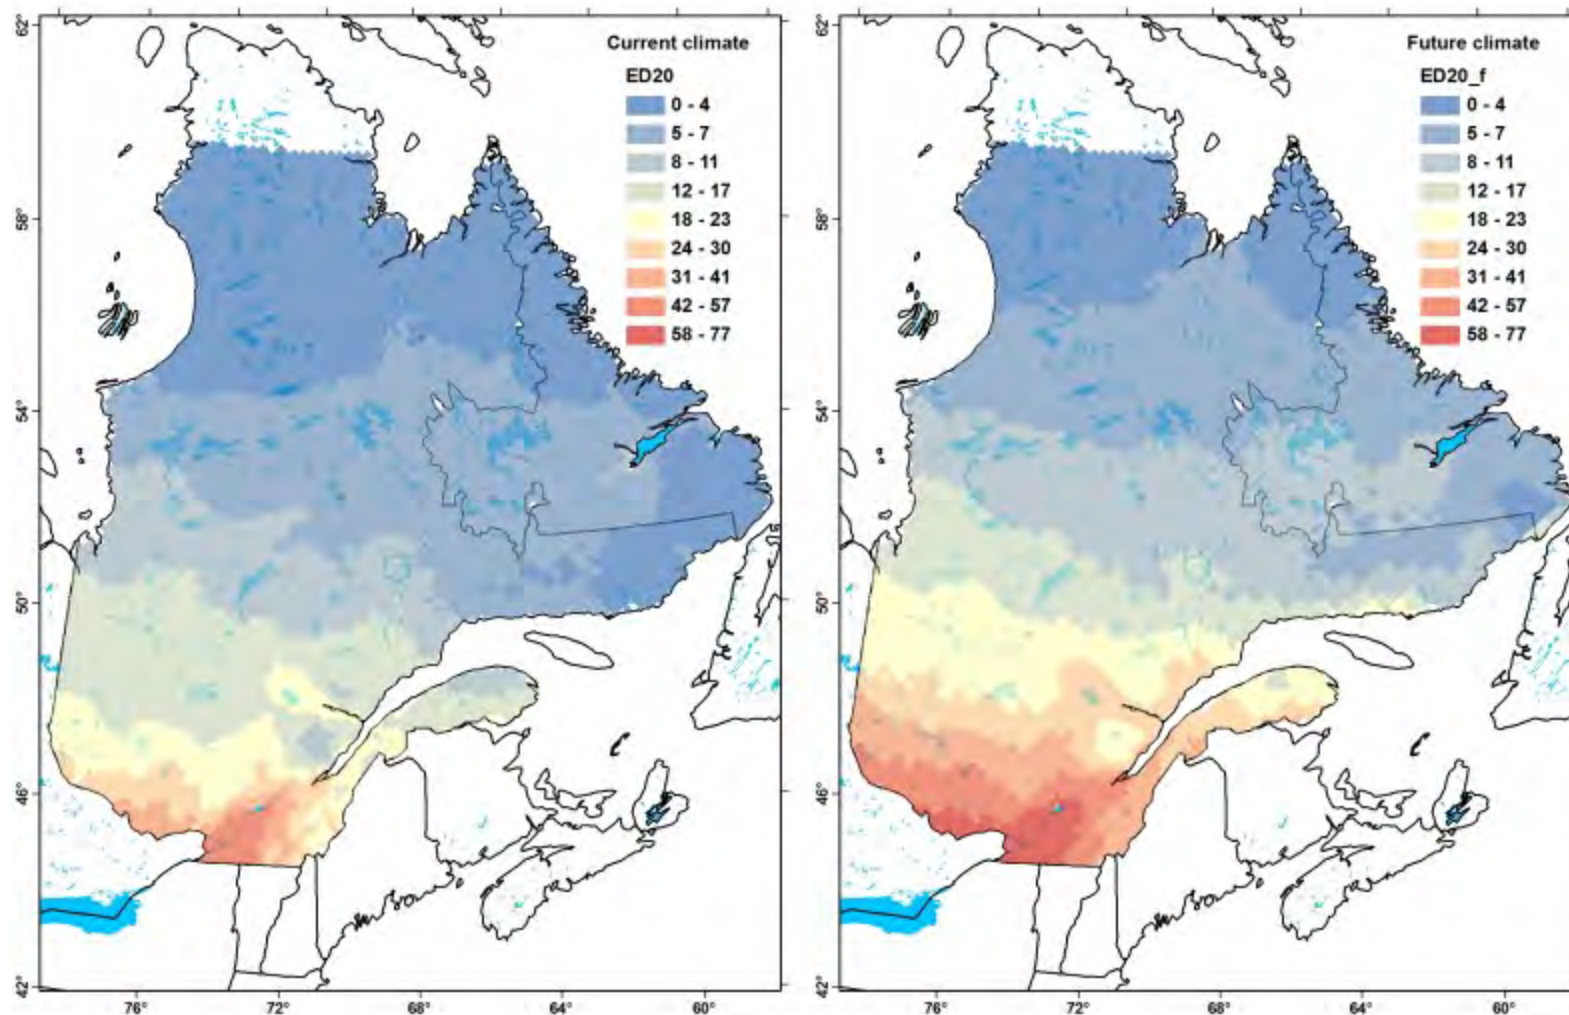 Current climate
ED20
0 - 4
5 - 7
8 - 11
12 - 17
18 - 23
24 - 30
31 - 41
42 - 57
58 - 77
62°
58°
54°
50°
46°
42°
76° 72° 68° 64° 60°
Future climate
ED20_f
0 - 4
5 - 7
8 - 11
12 - 17
18 - 23
24 - 30
31 - 41
42 - 57
58 - 77
62°
58°
54°
50°
46°
42°
76° 72° 68° 64° 60°